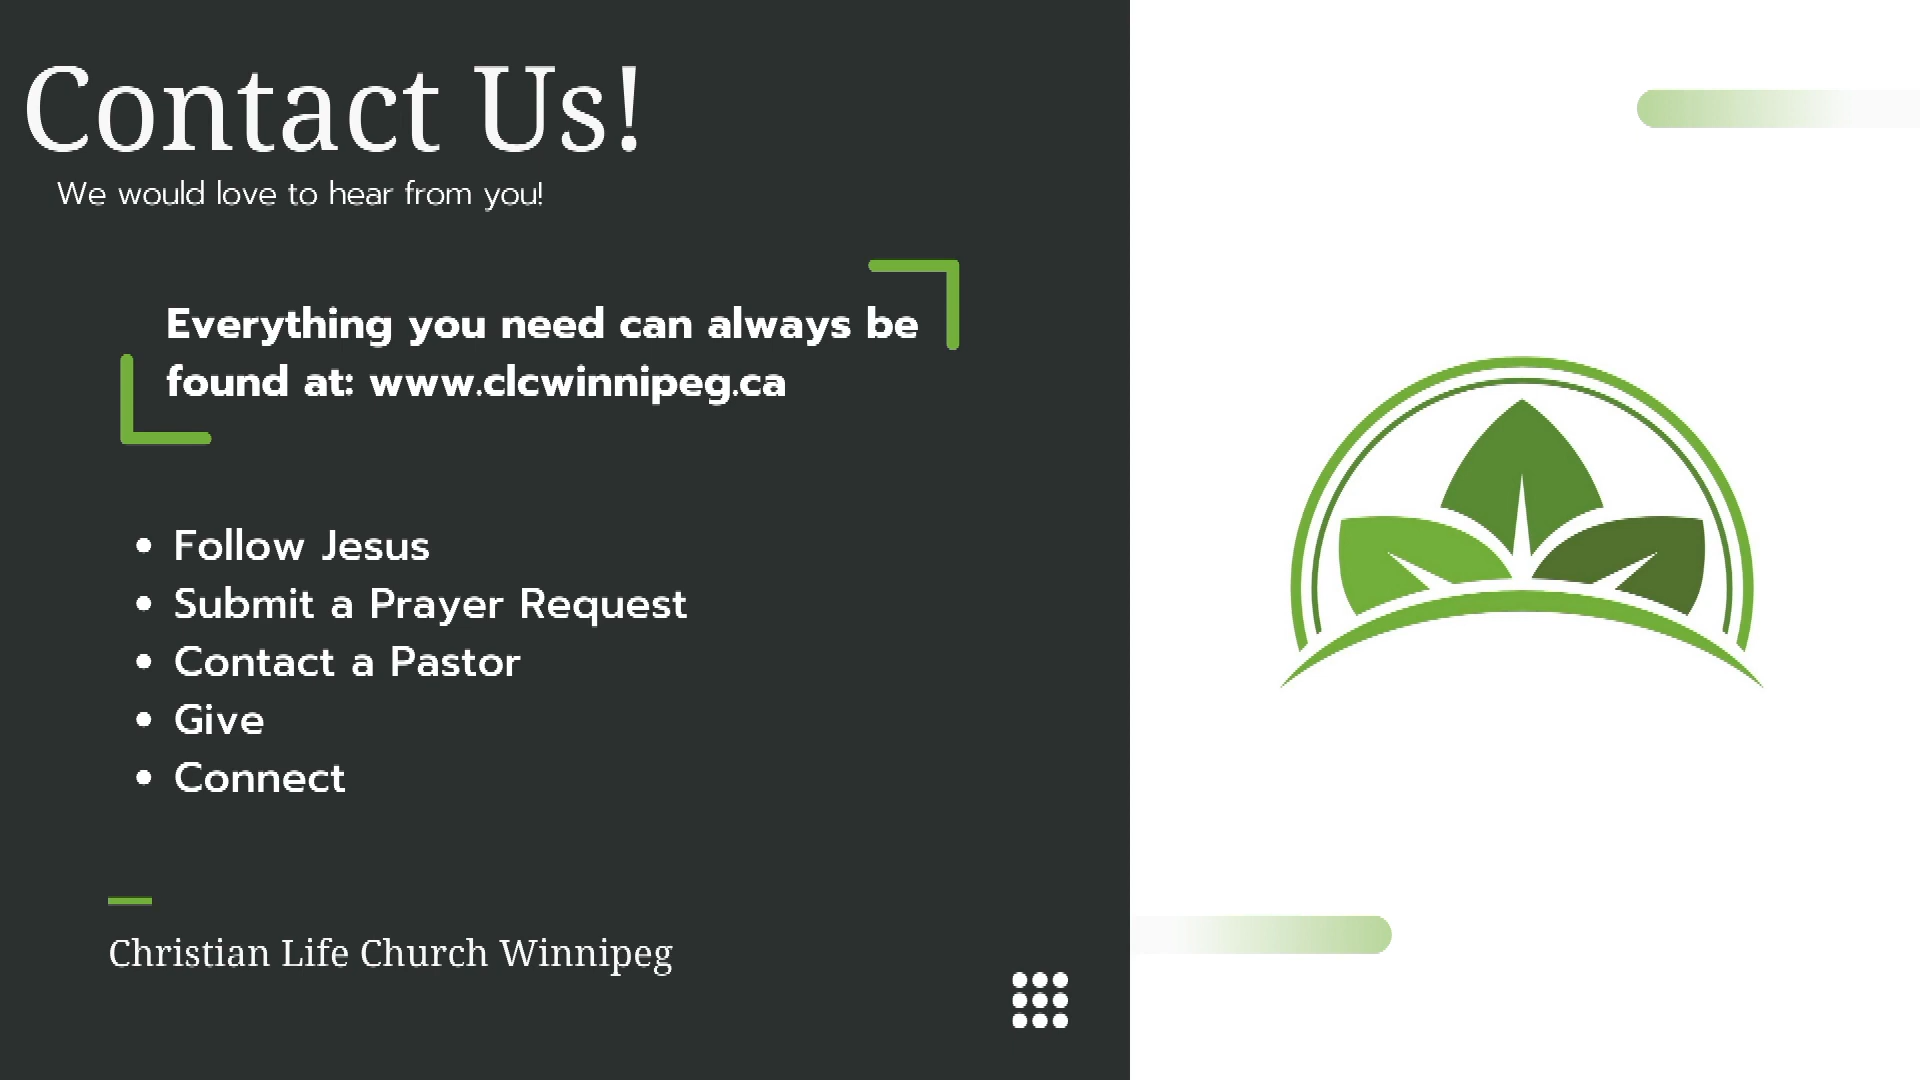 Contact Us!
We would love to hear from you!
Everything you need can always be
found at: www.clcwinnipeg.ca
• Follow Jesus
• Submit a Prayer Request
• Contact a Pastor
• Give
• Connect
Christian Life Church Winnipeg